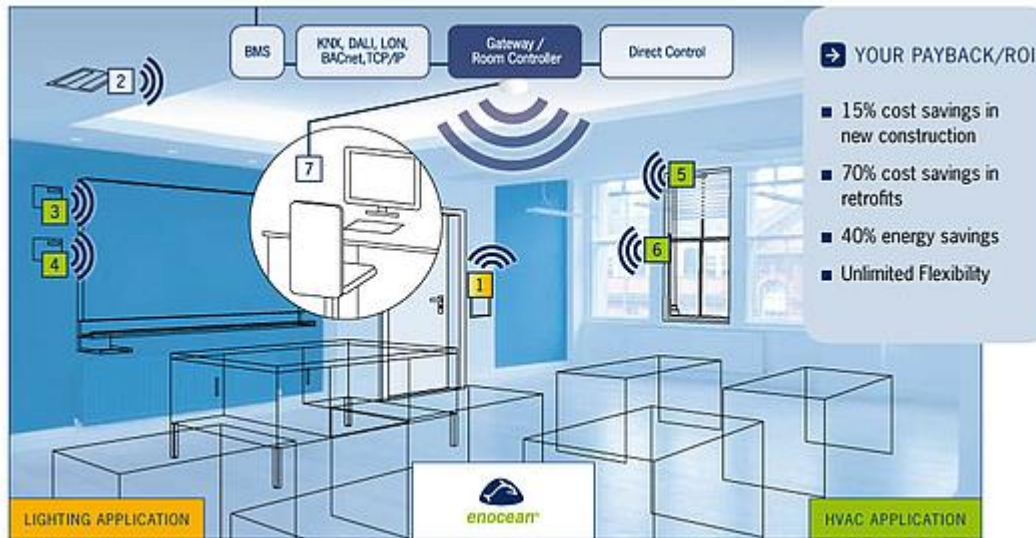 BMS
KNX, DALI, LON,
BACnet, TCP/IP
Gateway /
Room Controller
Direct Control
YOUR PAYBACK/ROI
15% cost savings in
new construction
70% cost savings in
retrofits
40% energy savings
Unlimited Flexibility
2
7
3
4
5
6
1
LIGHTING APPLICATION
enocean®
HVAC APPLICATION